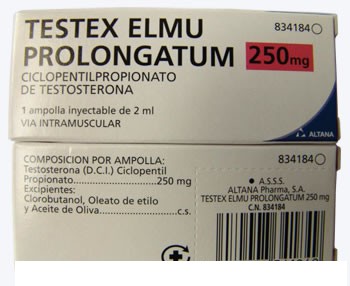 TESTEX ELMU
834184
PROLONGATUM 250mg
CICLOPENTILPROPIONATO
DE TESTOSTERONA
1 ampolla inyectable de 2 ml
VIA INTRAMUSCULAR
ALTANA
COMPOSICION POR AMPOLLA:
Testosterona (D.C.I.) Ciclopentil
Propionato..................250 mg
Excipientes:
Clorobutanol, Oleato de etilo
y Aceite de Oliva..................c.s.
834184
A.S.S.S.
ALTANA Pharma, S.A.
TESTEX ELMU PROLONGATUM 250 mg
C.N. 834184